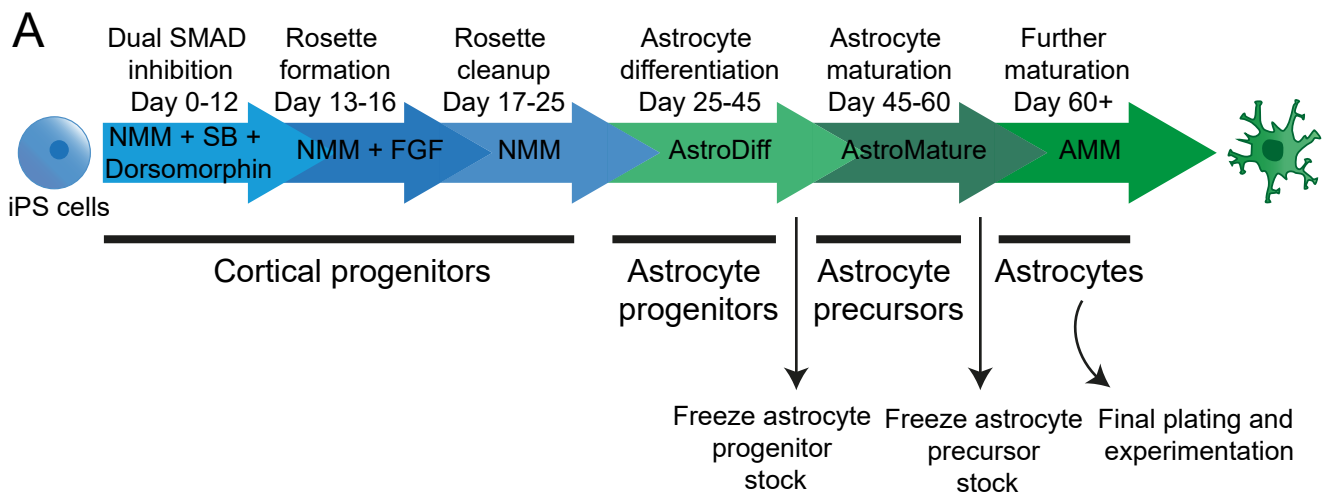 A
Dual SMAD
inhibition
Day 0-12
Rosette
formation
Day 13-16
Rosette
cleanup
Day 17-25
Astrocyte
differentiation
Day 25-45
Astrocyte
maturation
Day 45-60
Further
maturation
Day 60+
iPS cells
NMM + SB +
Dorsomorphin
NMM + FGF
NMM
AstroDiff
AstroMature
AMM
Cortical progenitors
Astrocyte
progenitors
Astrocyte
precursors
Astrocytes
Freeze astrocyte
progenitor
stock
Freeze astrocyte
precursor
stock
Final plating and
experimentation